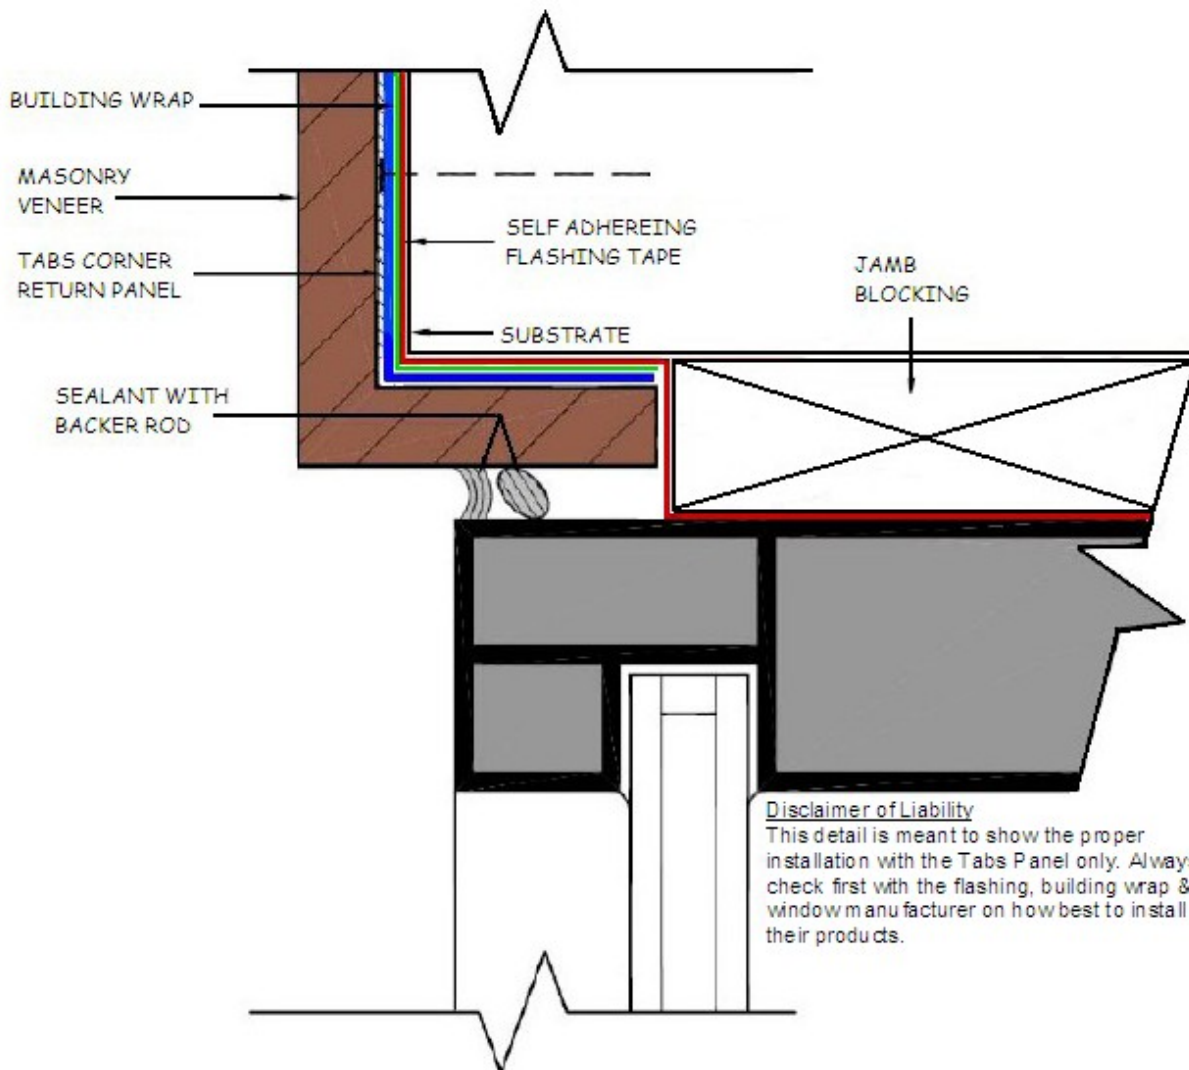 BUILDING WRAP
MASONRY
VENEER
TABS CORNER
RETURN PANEL
SELF ADHEREING
FLASHING TAPE
SUBSTRATE
JAMB
BLOCKING
SEALANT WITH
BACKER ROD
Disclaimer of Liability
This detail is meant to show the proper
installation with the Tabs Panel only. Always
check first with the flashing, building wrap &
window manufacturer on how best to install
their products.